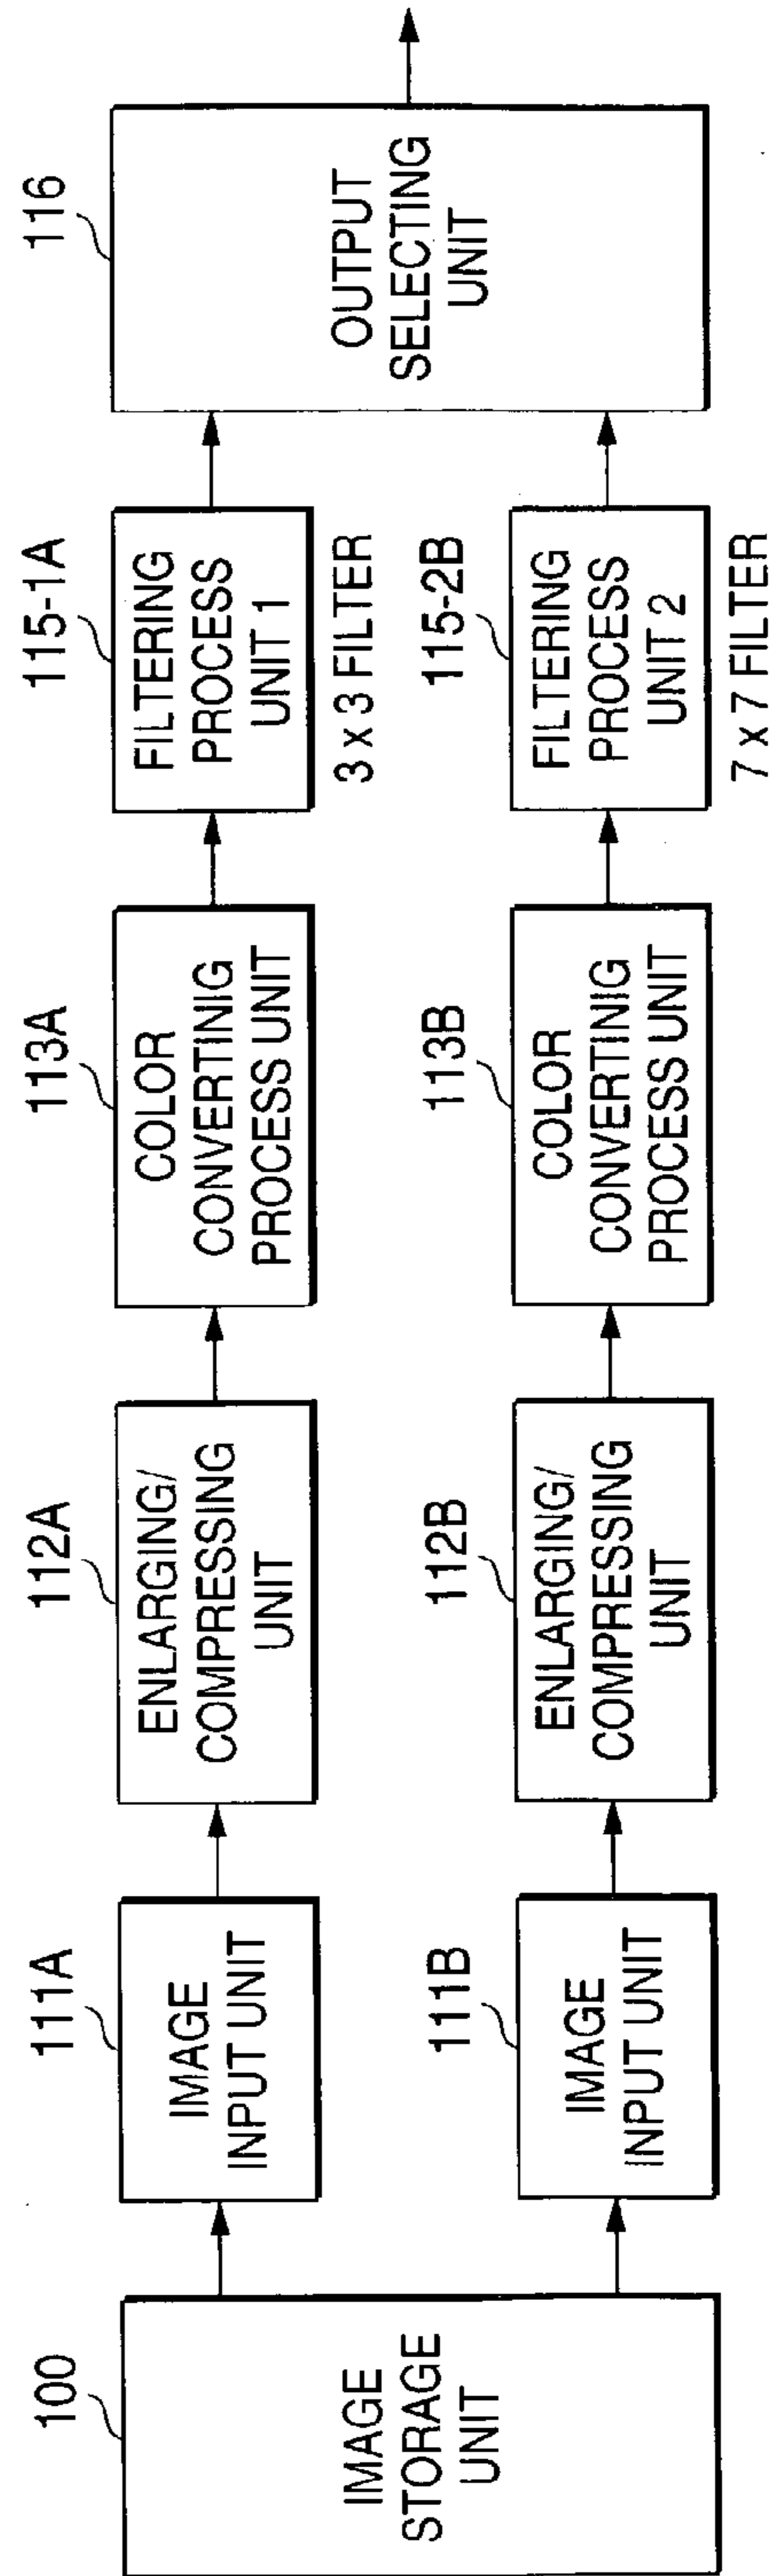 100
IMAGE
STORAGE
UNIT
111A
IMAGE
INPUT UNIT
112A
ENLARGING/
COMPRESSING
UNIT
113A
COLOR
CONVERTINIG
PROCESS UNIT
115-1A
FILTERING
PROCESS
UNIT 1
3 x 3 FILTER
111B
IMAGE
INPUT UNIT
112B
ENLARGING/
COMPRESSING
UNIT
113B
COLOR
CONVERTINIG
PROCESS UNIT
115-2B
FILTERING
PROCESS
UNIT 2
7 x 7 FILTER
116
OUTPUT
SELECTING
UNIT